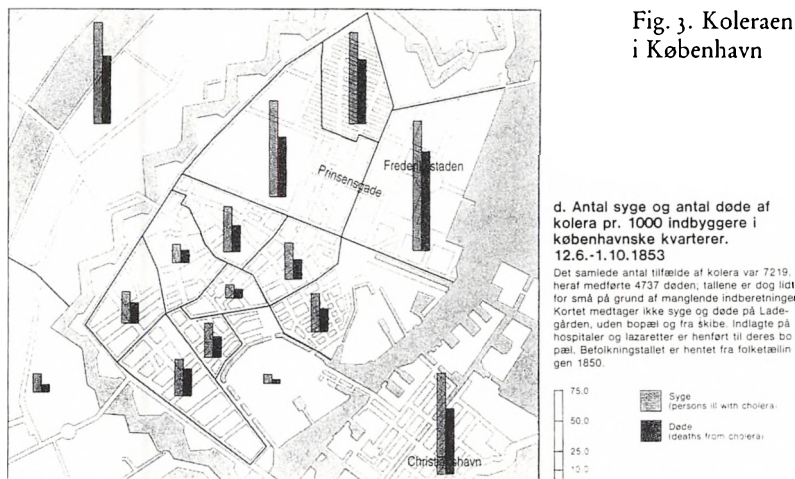 Fig. 3. Koleraen
i København
Prinsensgade
Frederiksstaden
Christianshavn
d. Antal syge og antal døde af
kolera pr. 1000 indbyggere i
københavnske kvarterer.
12.6.-1.10.1853
Det samlede antal tilfælde af kolera var 7219,
heraf medførte 4737 døden; tallene er dog lidt
for små på grund af manglende indberetninger
Kortet medtager ikke syge og døde på Lade-
gården, uden bopæl og fra skibe. Indlagte på
hospitaler og lazaretter er henført til deres bo
pæl. Befolkningstallet er hentet fra folketællin
gen 1850.
75.0
50.0
25.0
Syge
(persons ill with cholera)
Døde
(deaths from cholera)